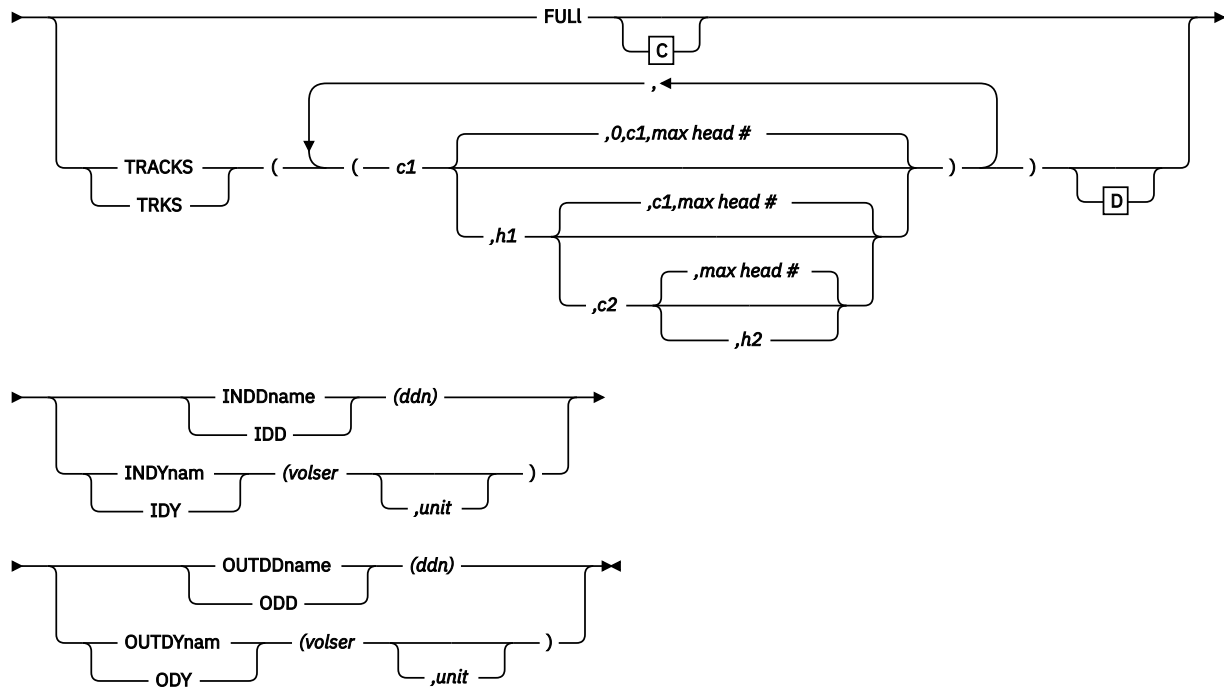 FULl
C
,
,0,c1,max head #
TRACKS ( ( c1 ) )
TRKS
D
,c1,max head #
,h1
,max head #
,c2
,h2
INDDname (ddn)
IDD
INDYnam (volser )
IDY ,unit
OUTDDname (ddn)
ODD
OUTDYnam (volser )
ODY ,unit